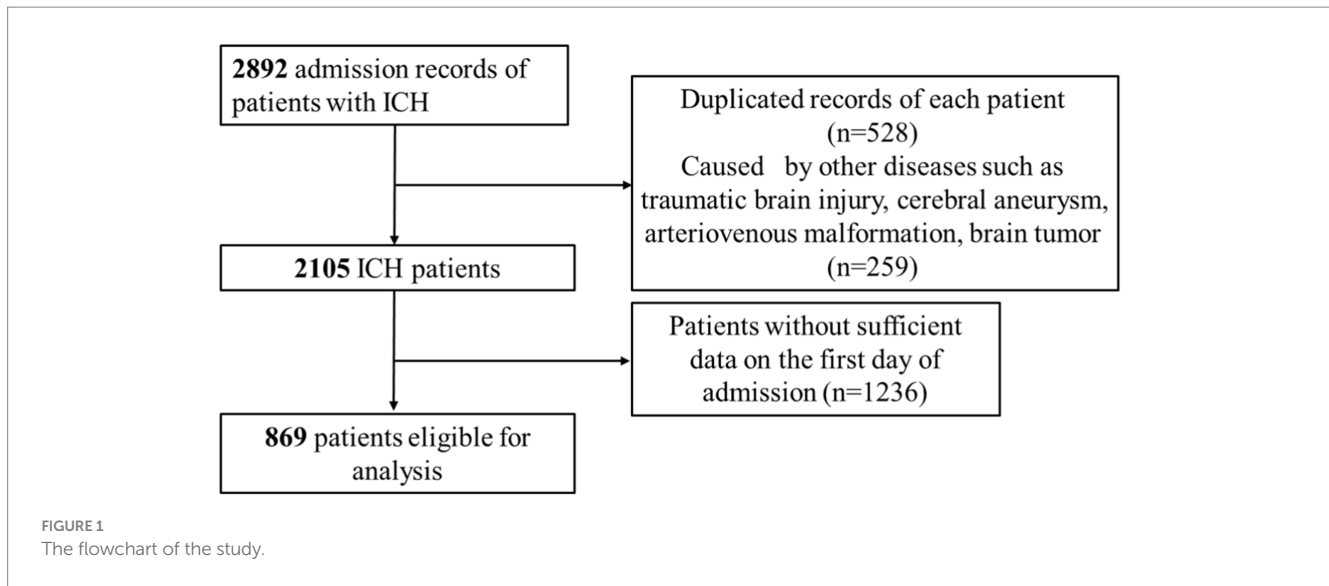 2892 admission records of
patients with ICH
Duplicated records of each patient
(n=528)
Caused by other diseases such as
traumatic brain injury, cerebral aneurysm,
arteriovenous malformation, brain tumor
(n=259)
2105 ICH patients
Patients without sufficient
data on the first day of
admission (n=1236)
869 patients eligible for
analysis
FIGURE 1
The flowchart of the study.